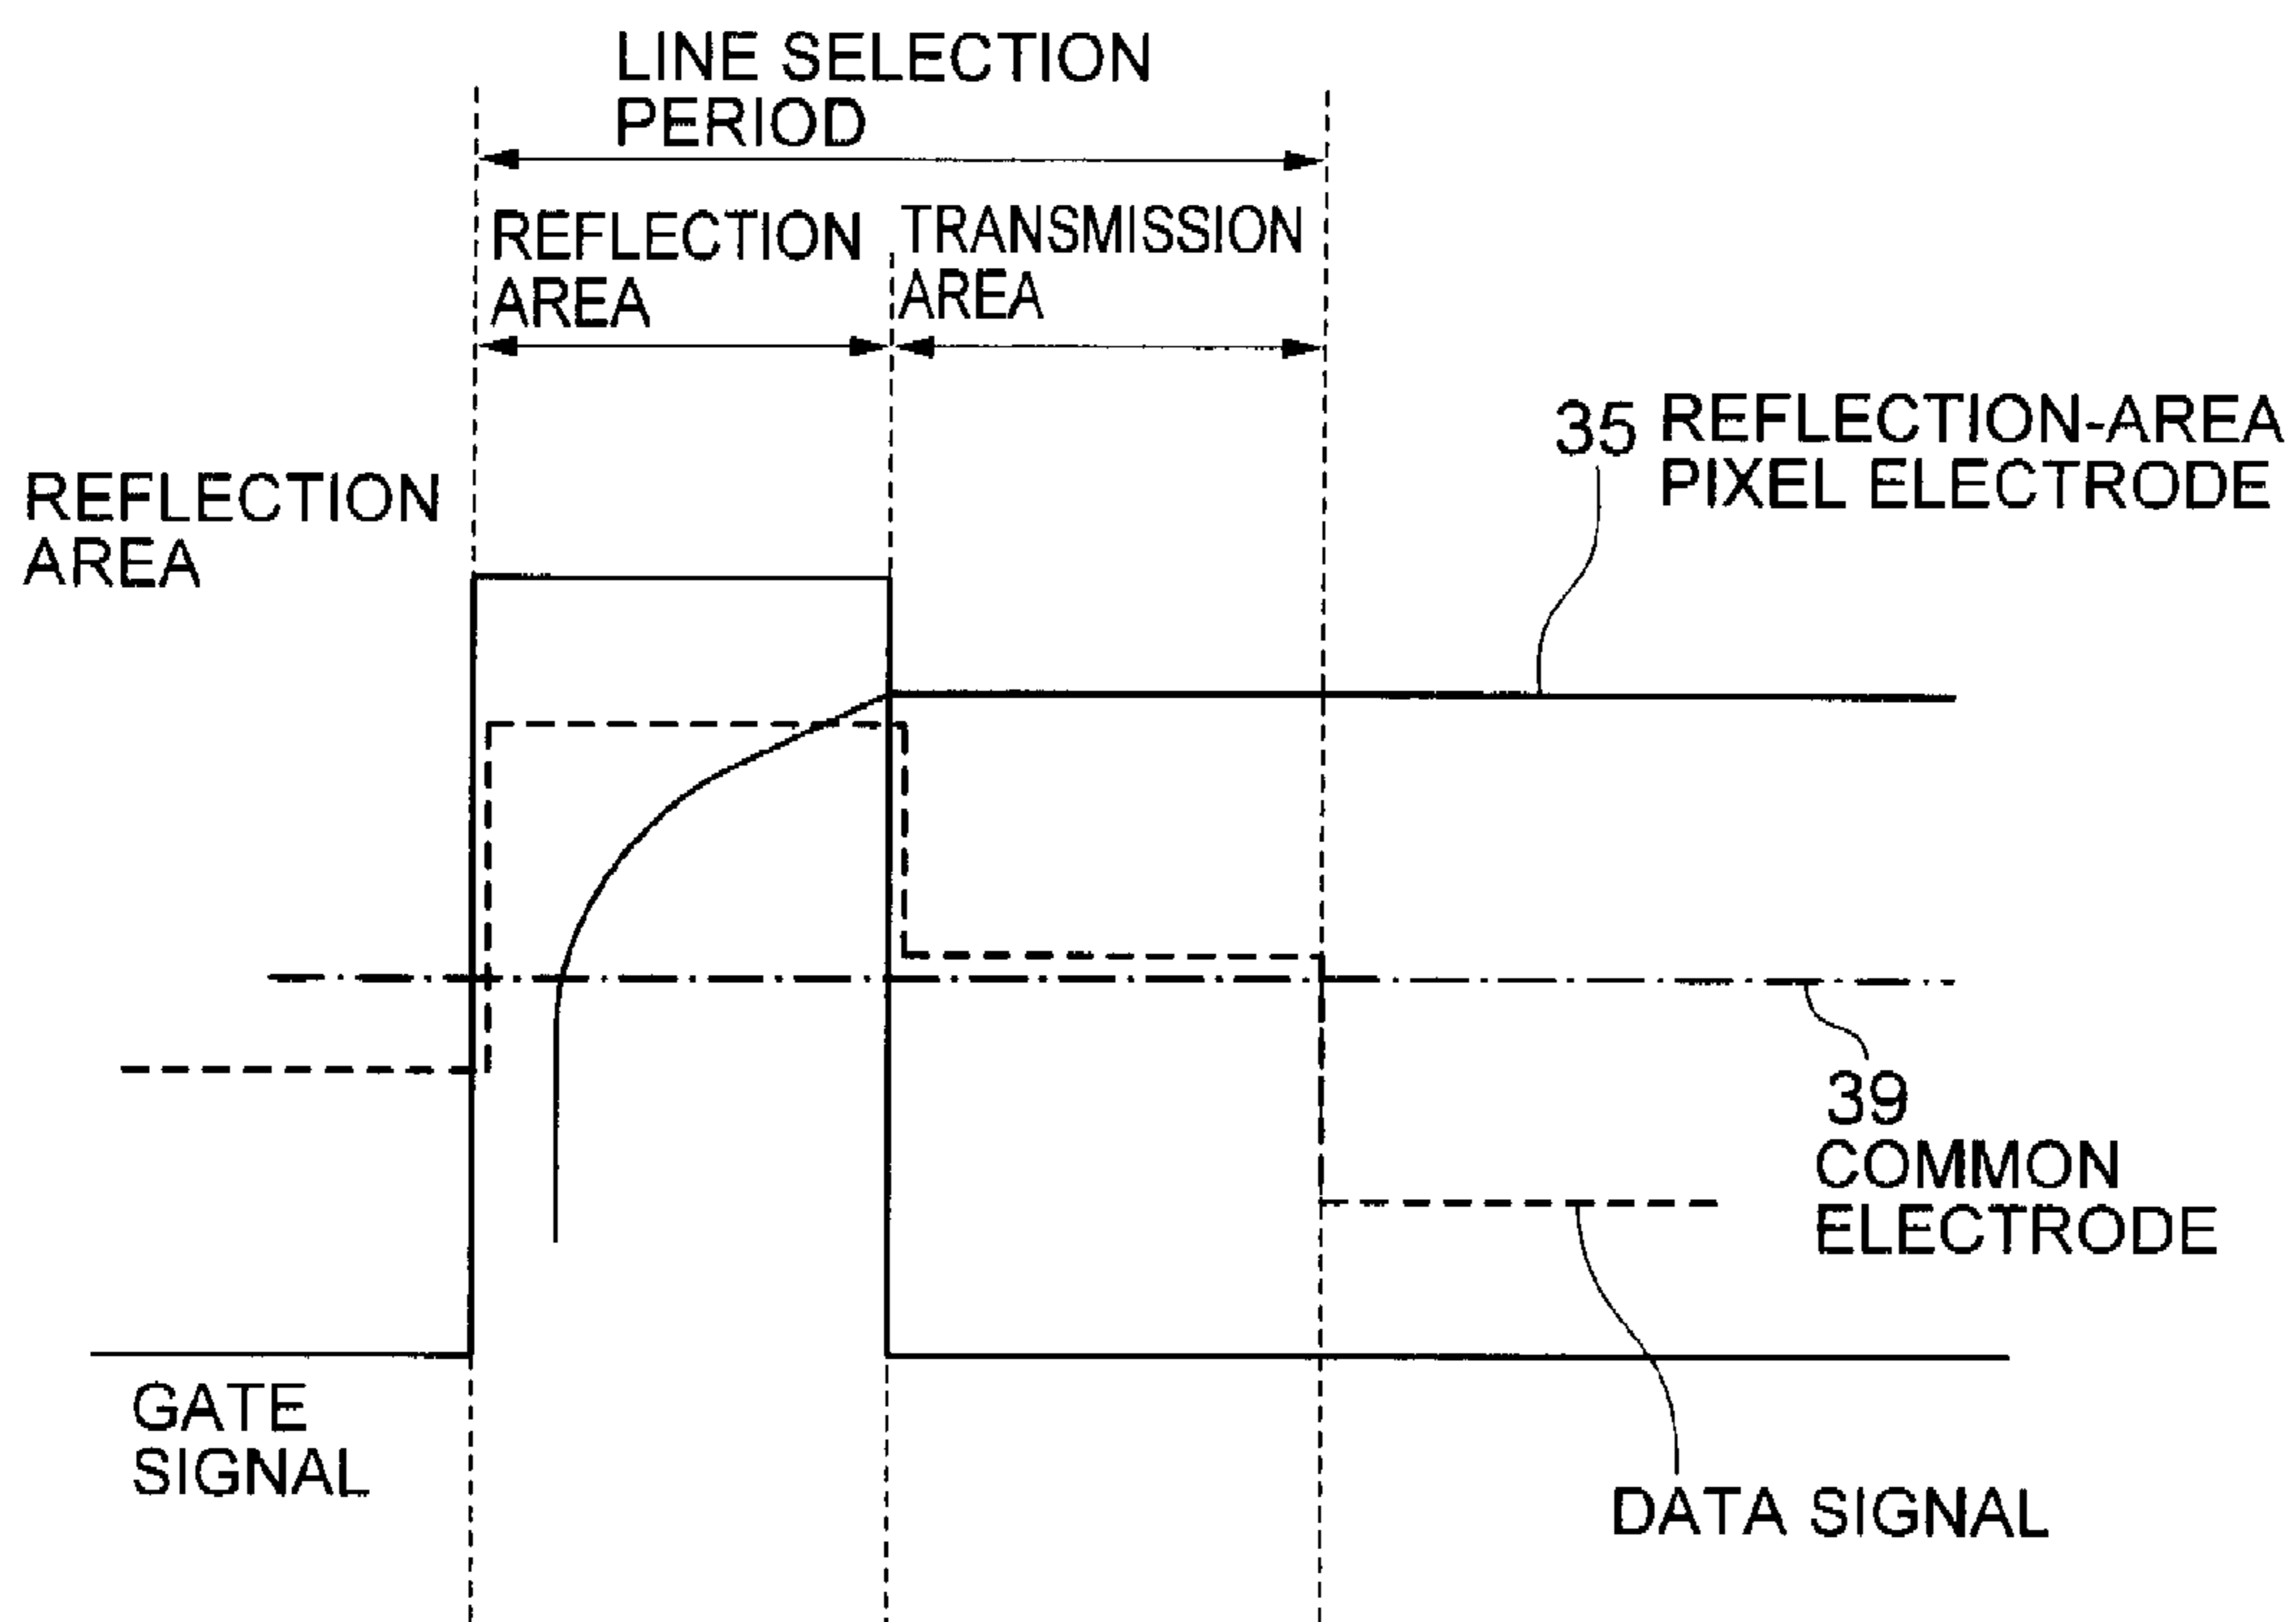 LINE SELECTION
PERIOD
REFLECTION
AREA
TRANSMISSION
AREA
35 REFLECTION-AREA
PIXEL ELECTRODE
REFLECTION
AREA
39
COMMON
ELECTRODE
GATE
SIGNAL
DATA SIGNAL